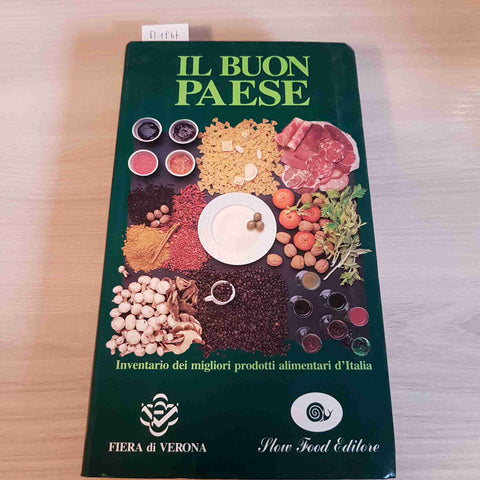 IL BUON
PAESE
Inventario dei migliori prodotti alimentari d'Italia
FIERA di VERONA
Slow Food Editore